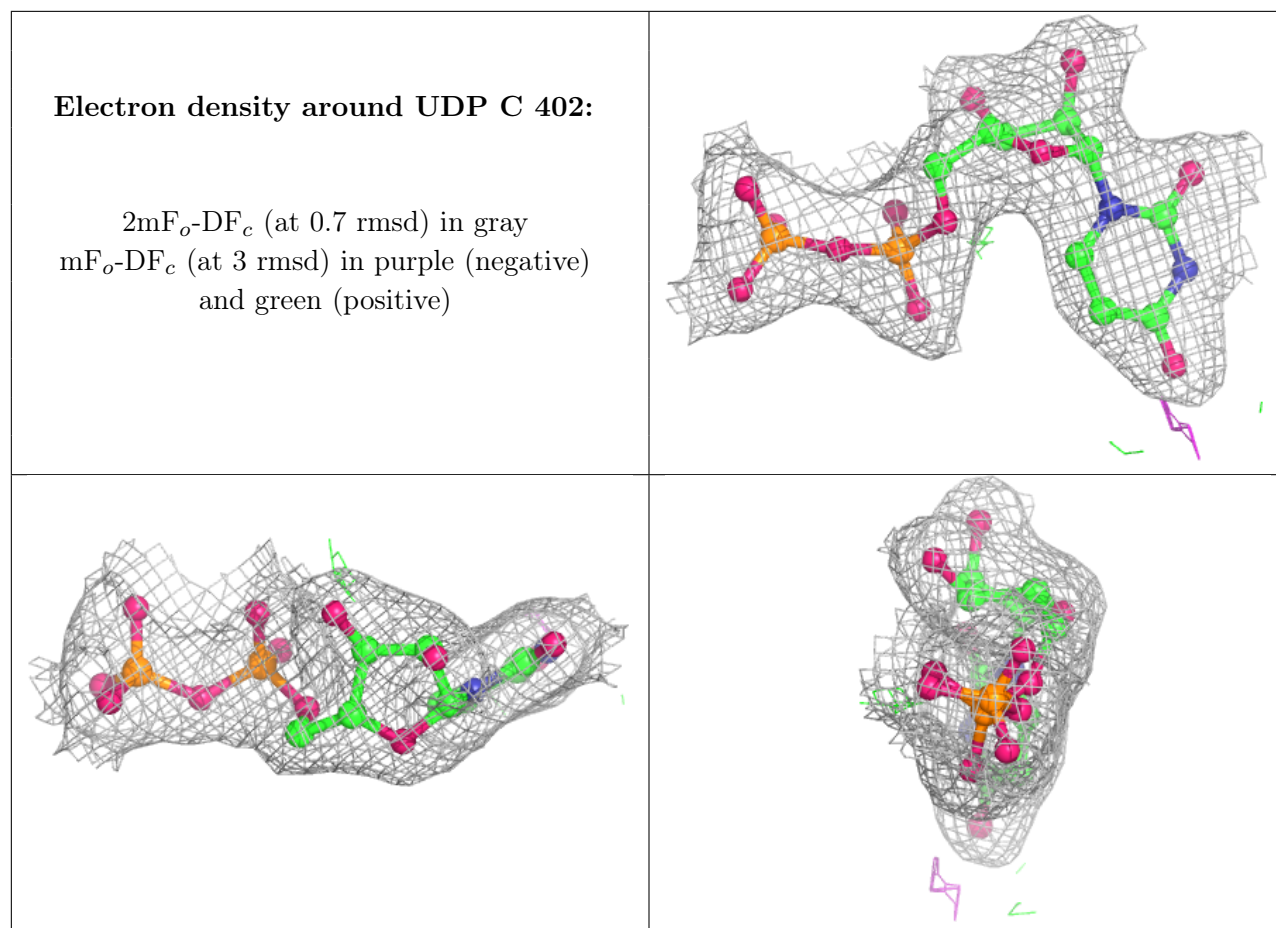 Electron density around UDP C 402:
2mFo-DFc (at 0.7 rmsd) in gray
mFo-DFc (at 3 rmsd) in purple (negative)
and green (positive)